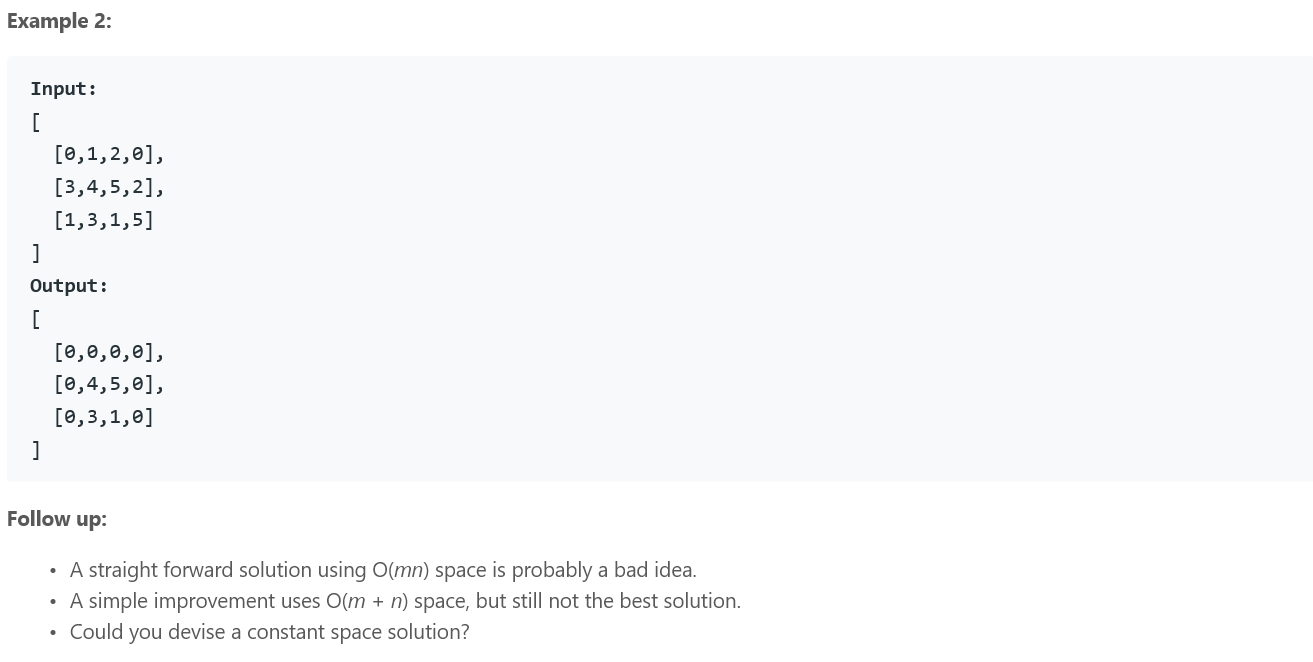 Example 2:
Input:
[
  [0,1,2,0],
  [3,4,5,2],
  [1,3,1,5]
]
Output:
[
  [0,0,0,0],
  [0,4,5,0],
  [0,3,1,0]
]
Follow up:
• A straight forward solution using O(mn) space is probably a bad idea.
• A simple improvement uses O(m + n) space, but still not the best solution.
• Could you devise a constant space solution?